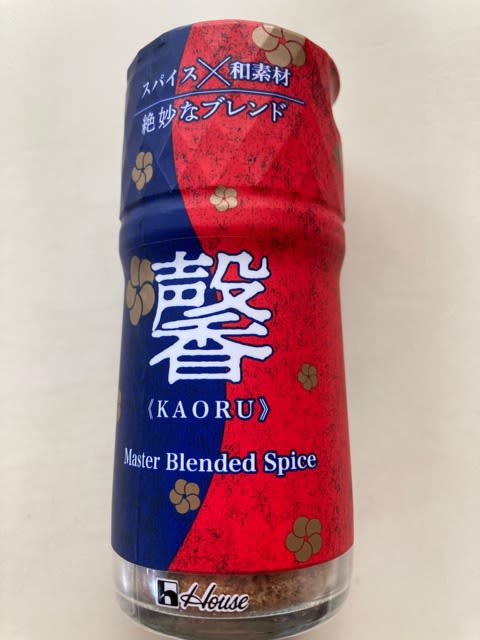 スパイス×和素材
絶妙なブレンド
馨
《KAORU》
Master Blended Spice
House